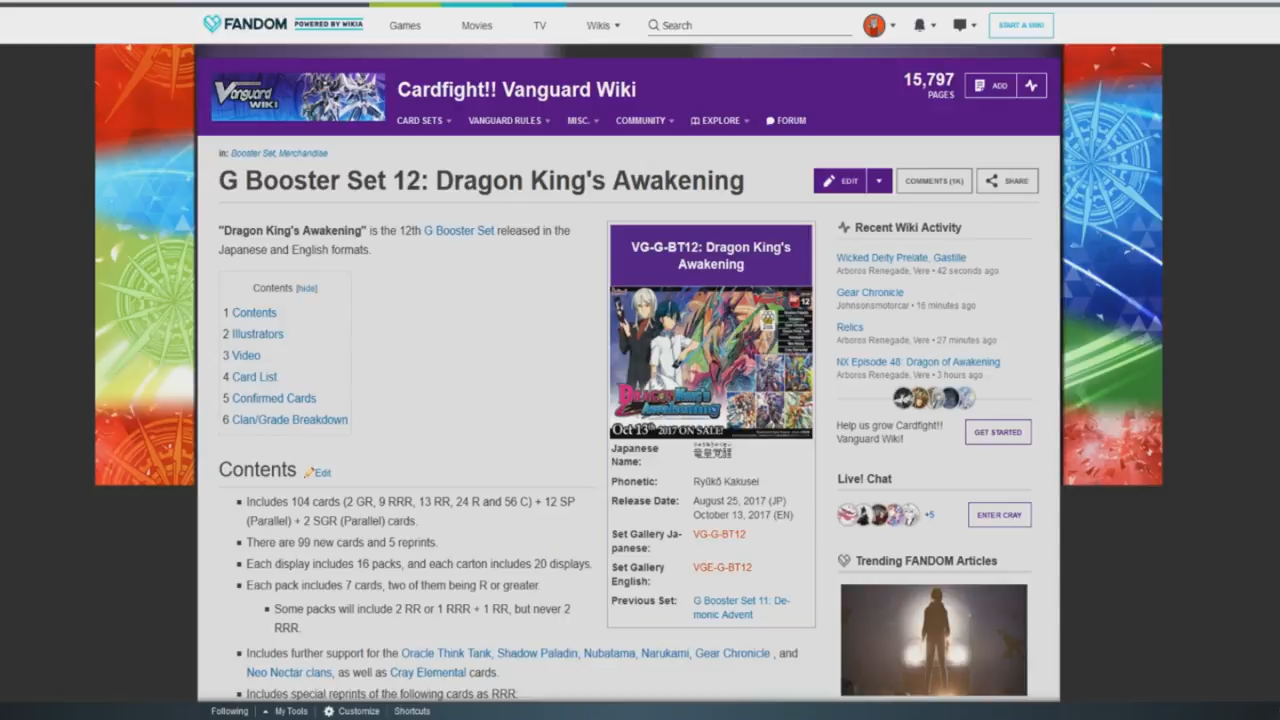 FANDOM POWERED BY WIKIA Games Movies TV Wikis Search START A WIKI
Vanguard WIKI
Cardfight!! Vanguard Wiki
15,797 PAGES
ADD
CARD SETS VANGUARD RULES MISC. COMMUNITY EXPLORE FORUM
in: Booster Set, Merchandise
G Booster Set 12: Dragon King's Awakening
EDIT COMMENTS (1K) SHARE
"Dragon King's Awakening" is the 12th G Booster Set released in the
Japanese and English formats.
Contents [hide]
1 Contents
2 Illustrators
3 Video
4 Card List
5 Confirmed Cards
6 Clan/Grade Breakdown
Contents Edit
Includes 104 cards (2 GR, 9 RRR, 13 RR, 24 R and 56 C) + 12 SP
(Parallel) + 2 SGR (Parallel) cards.
There are 99 new cards and 5 reprints.
Each display includes 16 packs, and each carton includes 20 displays.
Each pack includes 7 cards, two of them being R or greater.
Some packs will include 2 RR or 1 RRR + 1 RR, but never 2
RRR.
Includes further support for the Oracle Think Tank, Shadow Paladin, Nubatama, Narukami, Gear Chronicle , and
Neo Nectar clans, as well as Cray Elemental cards.
Includes special reprints of the following cards as RRR.
VG-G-BT12: Dragon King's
Awakening
12
Dragon King's
Awakening
Oct 13th 2017 ON SALE!
Japanese
Name:
竜皇覚醒
Phonetic: Ryūkō Kakusei
Release Date: August 25, 2017 (JP)
October 13, 2017 (EN)
Set Gallery Ja-
panese:
VG-G-BT12
Set Gallery
English:
VGE-G-BT12
Previous Set: G Booster Set 11: De-
monic Advent
Recent Wiki Activity
Wicked Deity Prelate, Gastille
Arboros Renegade, Vere • 42 seconds ago
Gear Chronicle
Johnsonsmotorcar • 16 minutes ago
Relics
Arboros Renegade, Vere • 27 minutes ago
NX Episode 48: Dragon of Awakening
Arboros Renegade, Vere • 3 hours ago
Help us grow Cardfight!!
Vanguard Wiki!
GET STARTED
Live! Chat
+5
ENTER CRAY
Trending FANDOM Articles
Following My Tools Customize Shortcuts